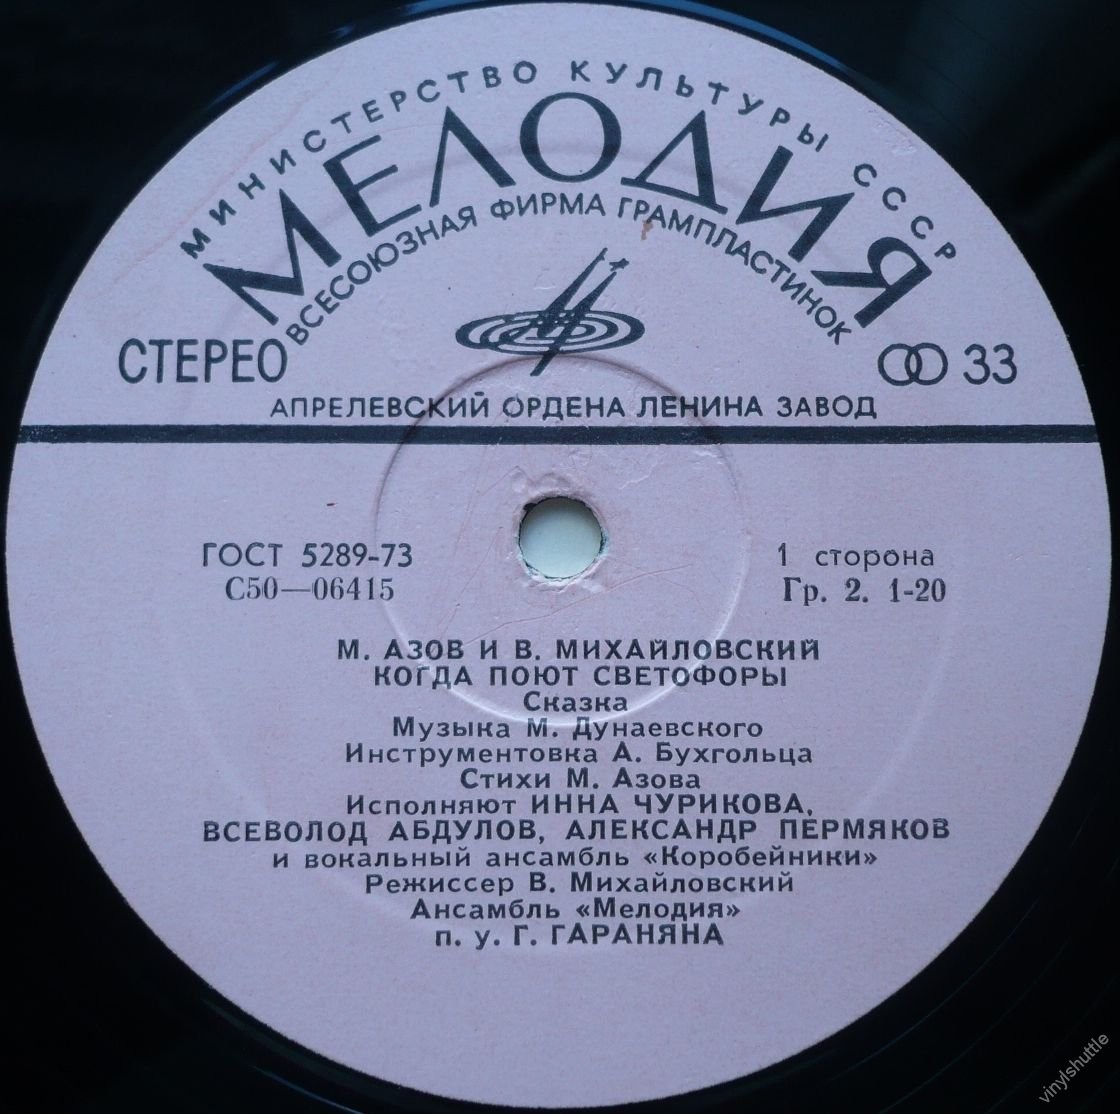 МИНИСТЕРСТВО КУЛЬТУРЫ СССР
МЕЛОДИЯ
ВСЕСОЮЗНАЯ ФИРМА ГРАМПЛАСТИНОК
СТЕРЕО
33
АПРЕЛЕВСКИЙ ОРДЕНА ЛЕНИНА ЗАВОД
ГОСТ 5289-73
С50—06415
1 сторона
Гр. 2. 1-20
М. АЗОВ И В. МИХАЙЛОВСКИЙ
КОГДА ПОЮТ СВЕТОФОРЫ
Сказка
Музыка М. Дунаевского
Инструментовка А. Бухгольца
Стихи М. Азова
Исполняют ИННА ЧУРИКОВА,
ВСЕВОЛОД АБДУЛОВ, АЛЕКСАНДР ПЕРМЯКОВ
и вокальный ансамбль «Коробейники»
Режиссер В. Михайловский
Ансамбль «Мелодия»
п. у. Г. ГАРАНЯНА
vinylshuttle